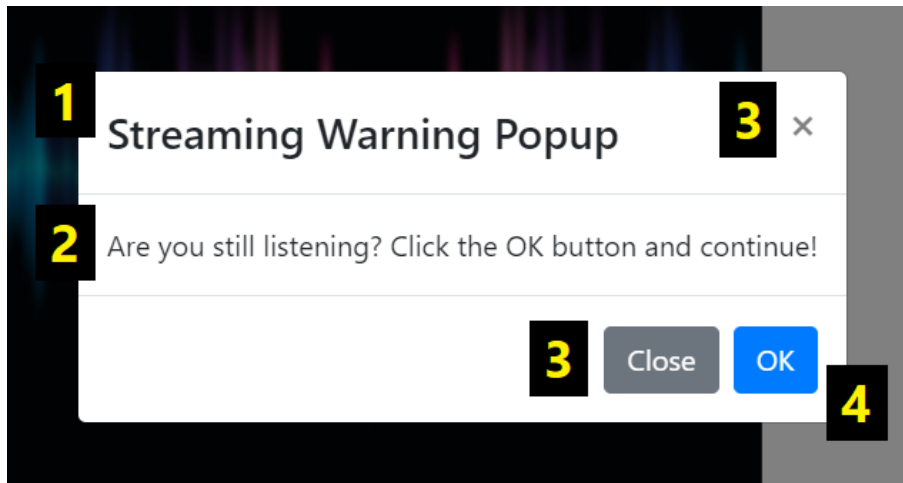 1
Streaming Warning Popup
3
×
2
Are you still listening? Click the OK button and continue!
3
Close
OK
4